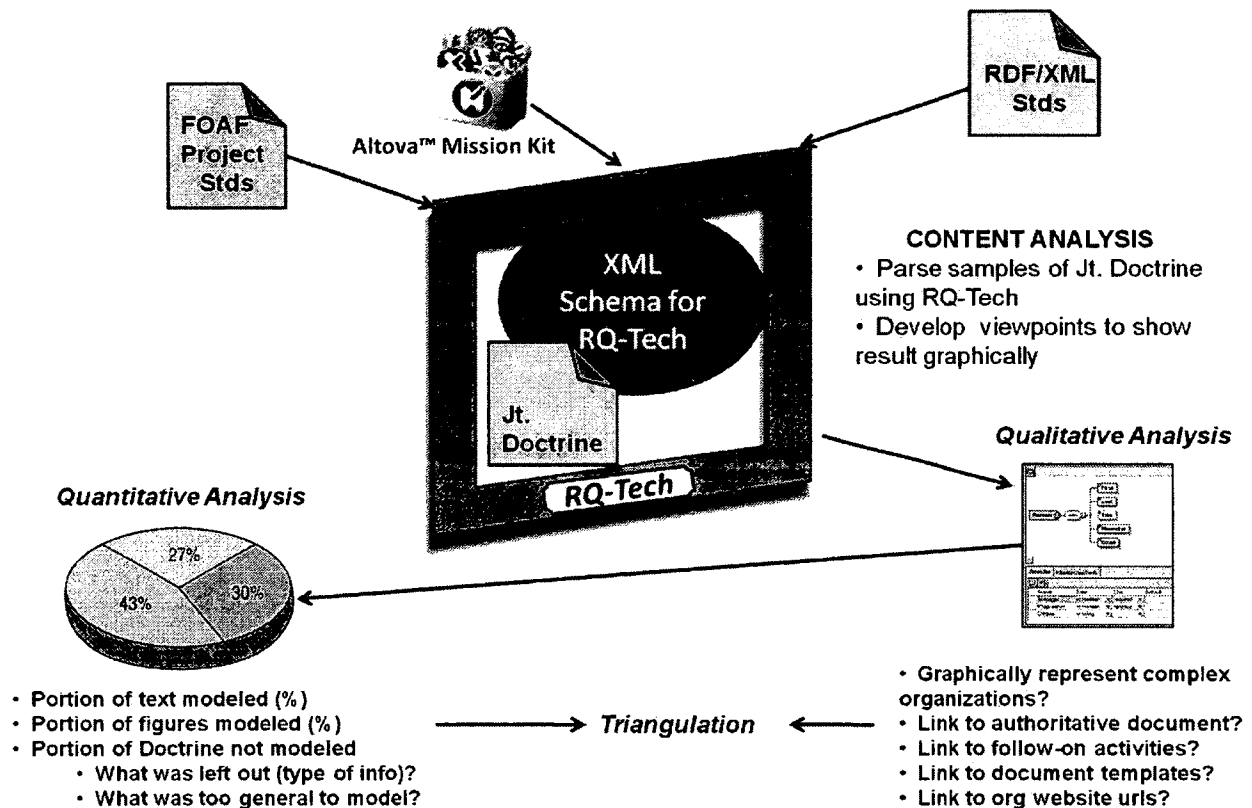 RDF/XML
Stds
FOAF
Project
Stds
Altova™ Mission Kit
XML
Schema for
RQ-Tech
Jt.
Doctrine
RQ-Tech
CONTENT ANALYSIS
• Parse samples of Jt. Doctrine
using RQ-Tech
• Develop viewpoints to show
result graphically
Qualitative Analysis
Quantitative Analysis
27%
43%
30%
• Portion of text modeled (%)
• Portion of figures modeled (%)
• Portion of Doctrine not modeled
• What was left out (type of info)?
• What was too general to model?
Triangulation
• Graphically represent complex
organizations?
• Link to authoritative document?
• Link to follow-on activities?
• Link to document templates?
• Link to org website urls?